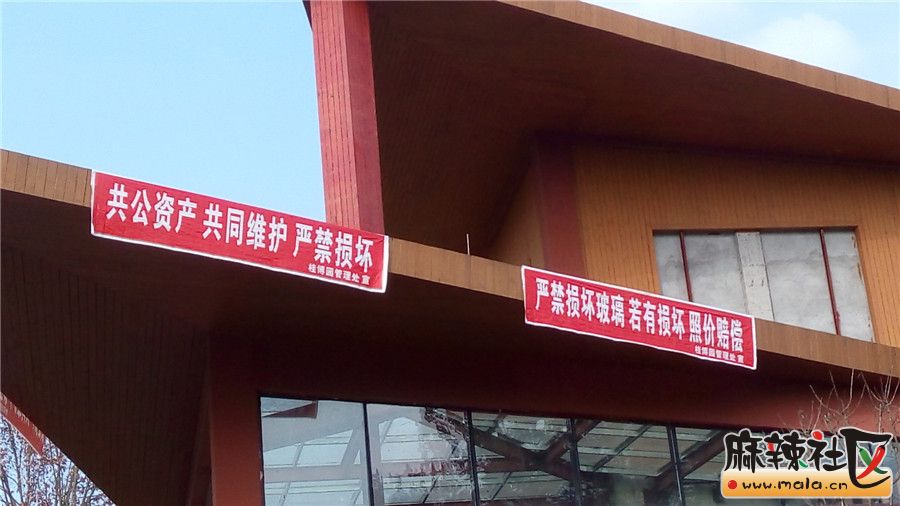 共公资产 共同维护 严禁损坏
桂博园管理处 宣
严禁损坏玻璃 若有损坏 照价赔偿
桂博园管理处 宣
麻辣社区
www.mala.cn